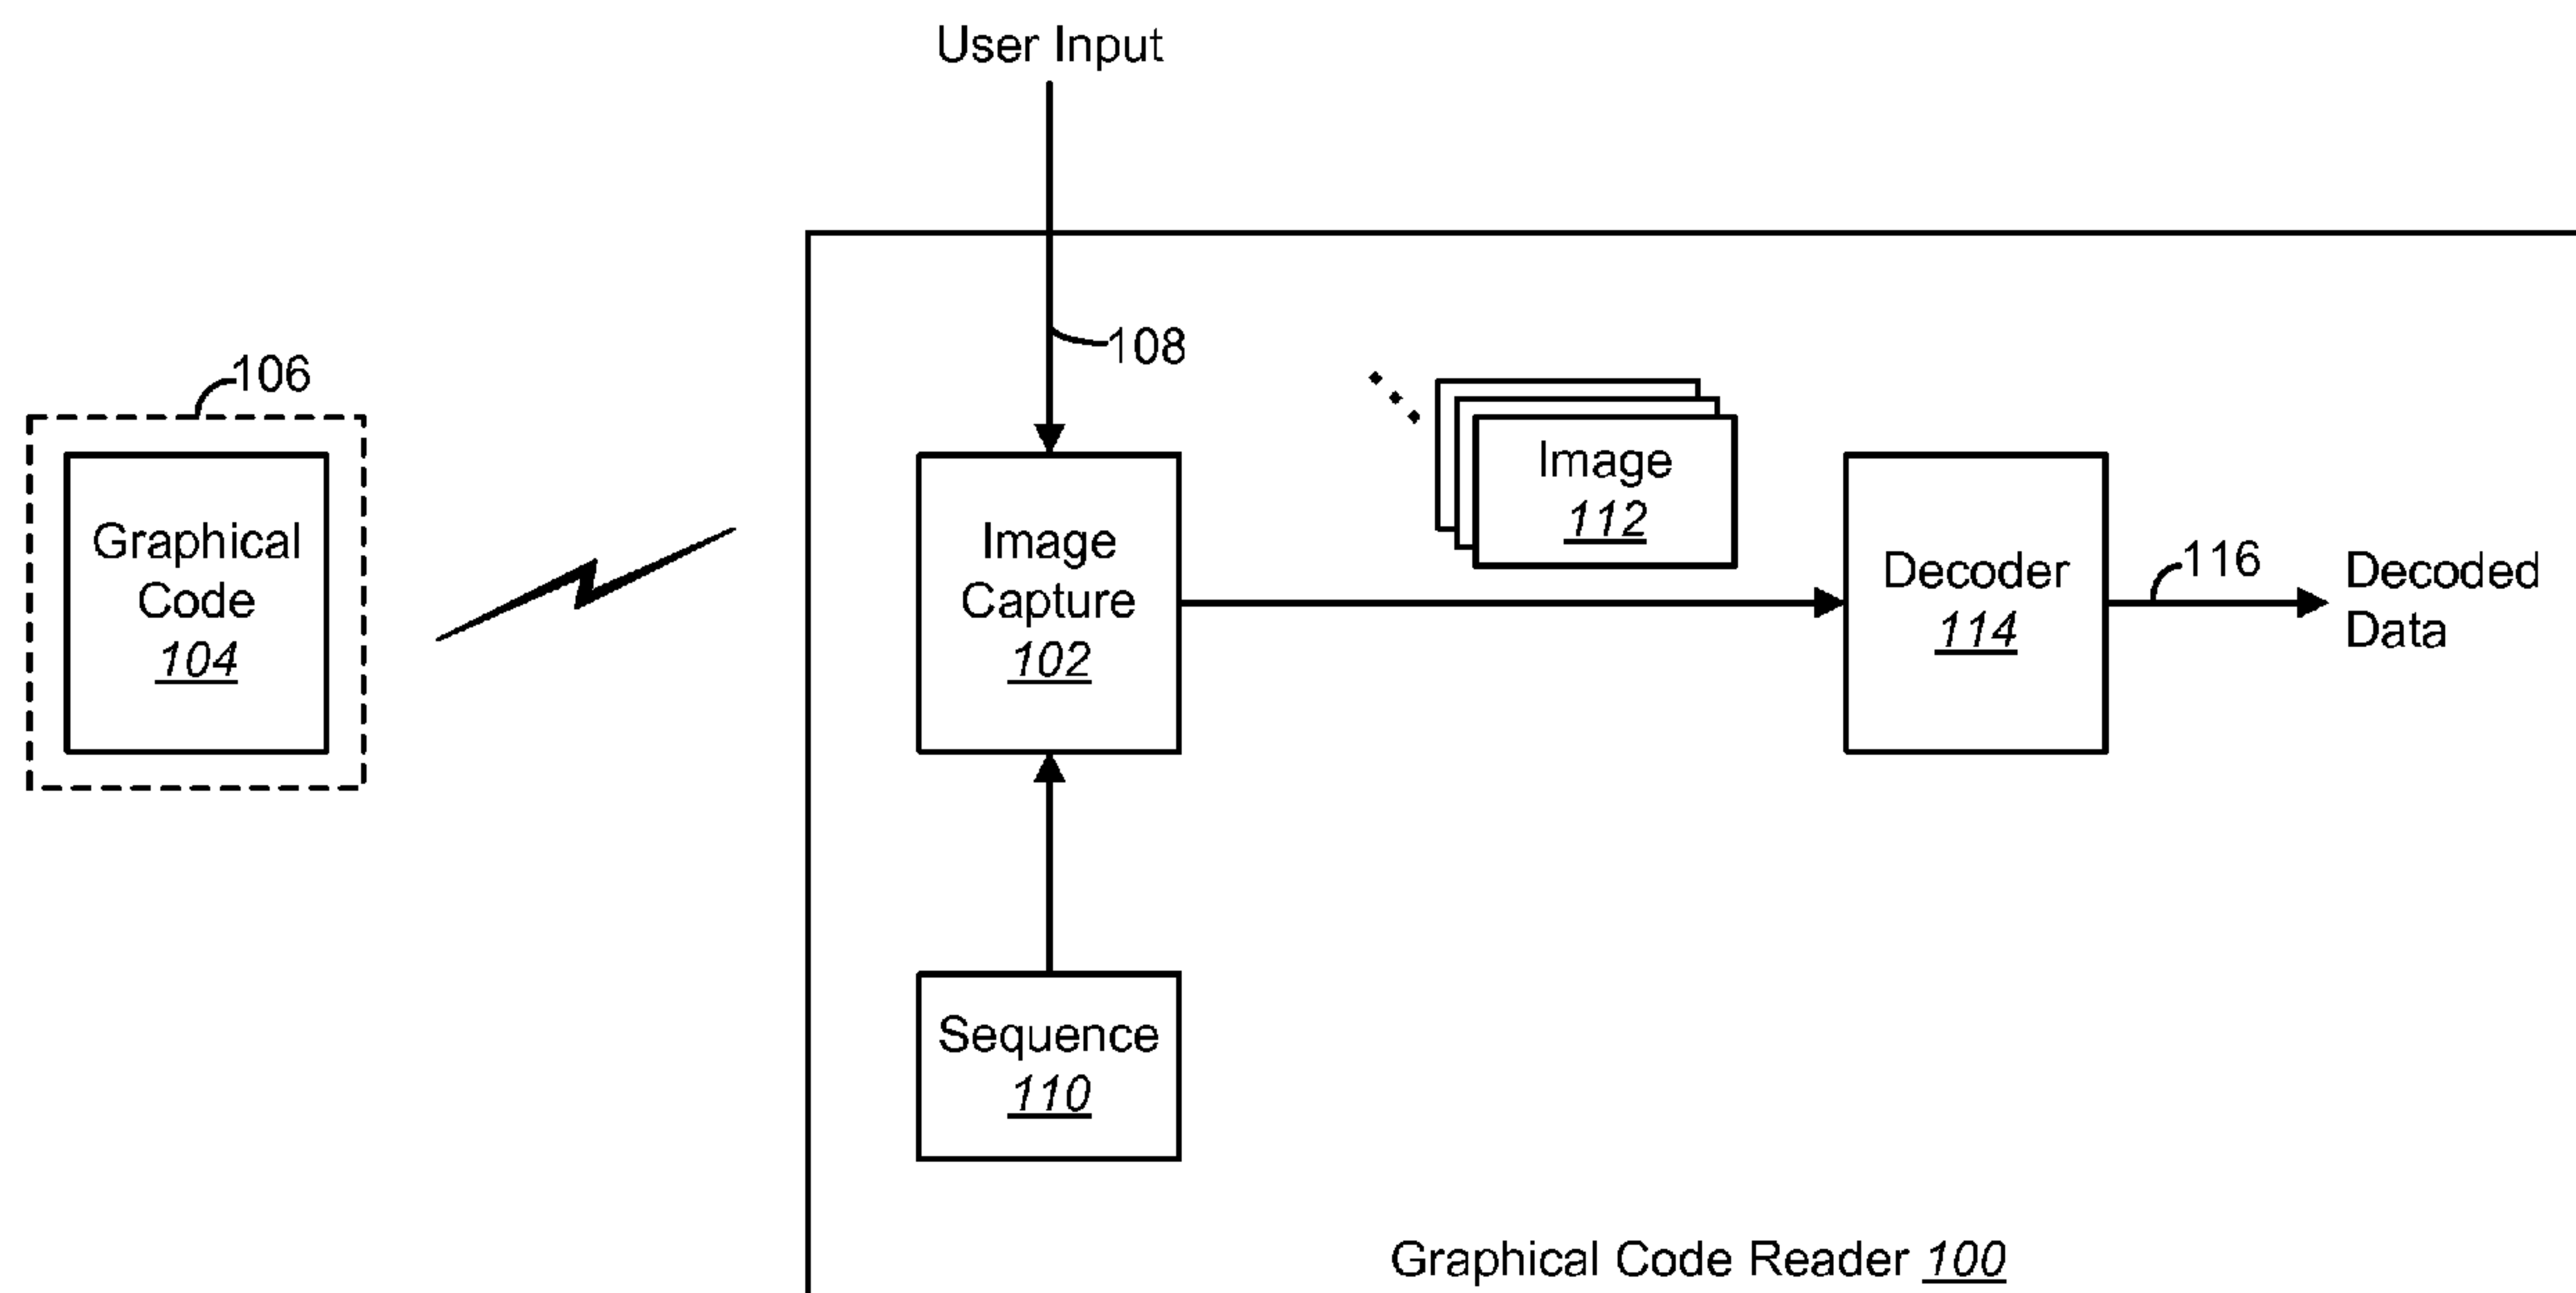 User Input
108
106
Graphical
Code
104
Image
Capture
102
Image
112
Decoder
114
116
Decoded
Data
Sequence
110
Graphical Code Reader 100